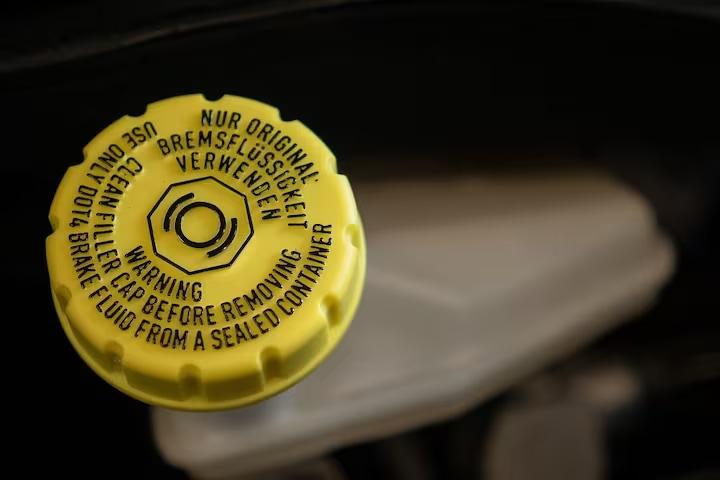 NUR ORIGINAL
BREMSFLÜSSIGKEIT
VERWENDEN
WARNING
CLEAN FILLER CAP BEFORE REMOVING
USE ONLY DOT4 BRAKE FLUID FROM A SEALED CONTAINER